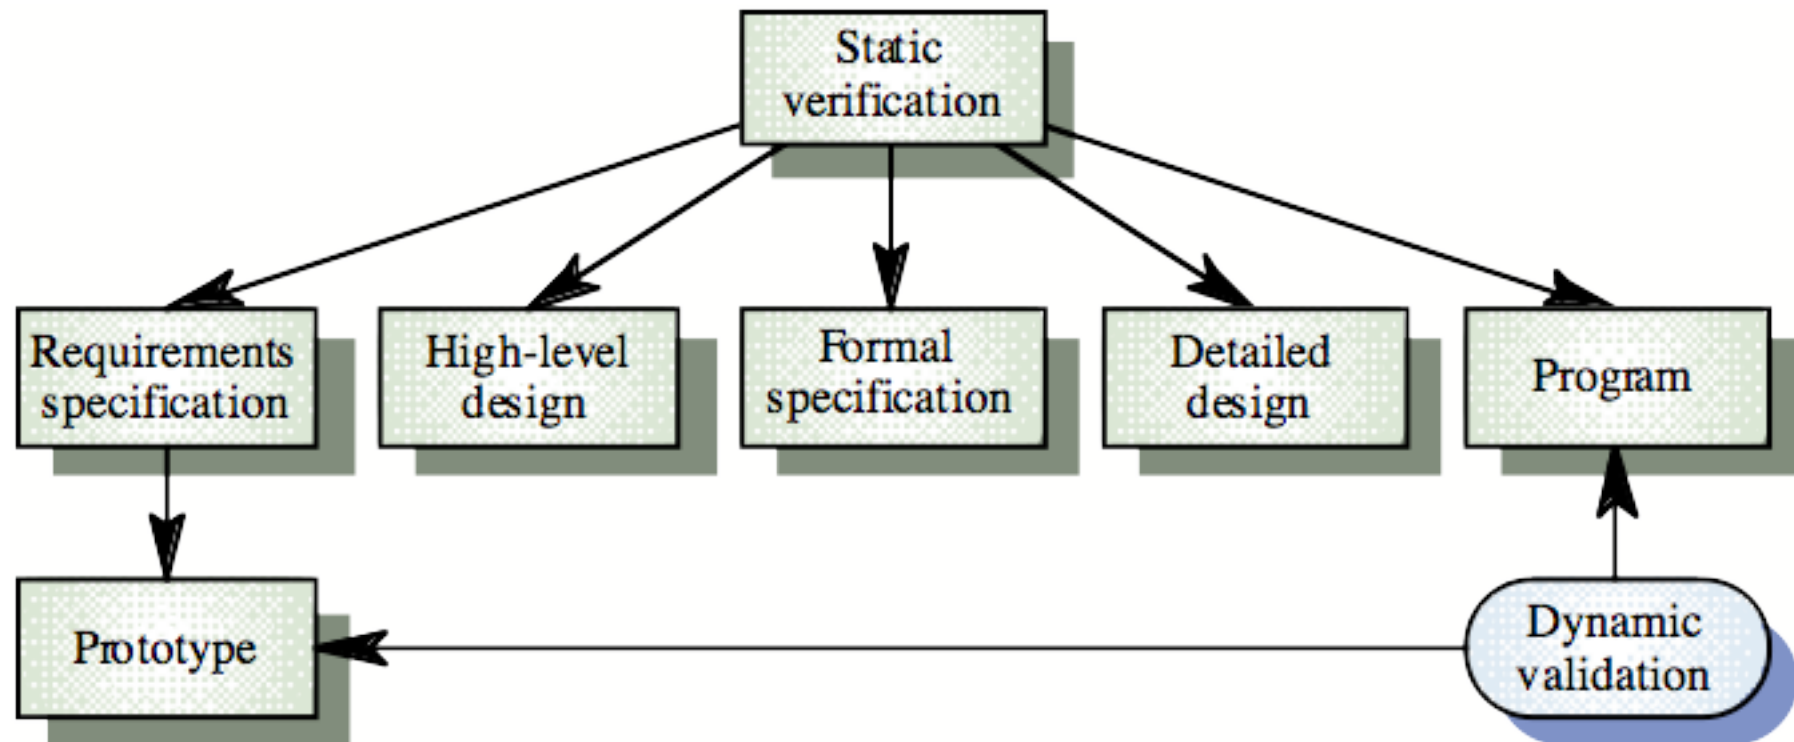 Static
verification
Requirements
specification
High-level
design
Formal
specification
Detailed
design
Program
Prototype
Dynamic
validation